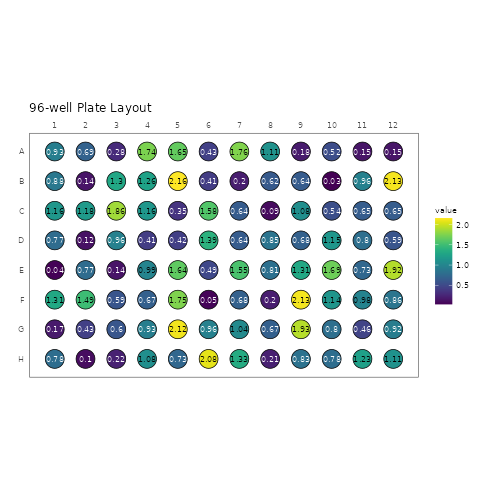 96-well Plate Layout
1 2 3 4 5 6 7 8 9 10 11 12
A 0.93 0.69 0.28 1.74 1.65 0.43 1.76 1.11 0.18 0.52 0.15 0.15
B 0.88 0.14 1.3 1.26 2.16 0.41 0.2 0.62 0.64 0.03 0.96 2.13
C 1.16 1.18 1.86 1.16 0.35 1.58 0.64 0.09 1.08 0.54 0.65 0.65
D 0.77 0.12 0.96 0.41 0.42 1.39 0.64 0.85 0.68 1.15 0.8 0.59
E 0.04 0.77 0.14 0.99 1.64 0.49 1.55 0.81 1.31 1.69 0.73 1.92
F 1.31 1.49 0.59 0.67 1.75 0.05 0.68 0.2 2.13 1.14 0.98 0.86
G 0.17 0.43 0.6 0.93 2.12 0.96 1.04 0.67 1.93 0.8 0.46 0.92
H 0.78 0.1 0.22 1.08 0.73 2.08 1.33 0.21 0.83 0.78 1.23 1.11
value
2.0
1.5
1.0
0.5